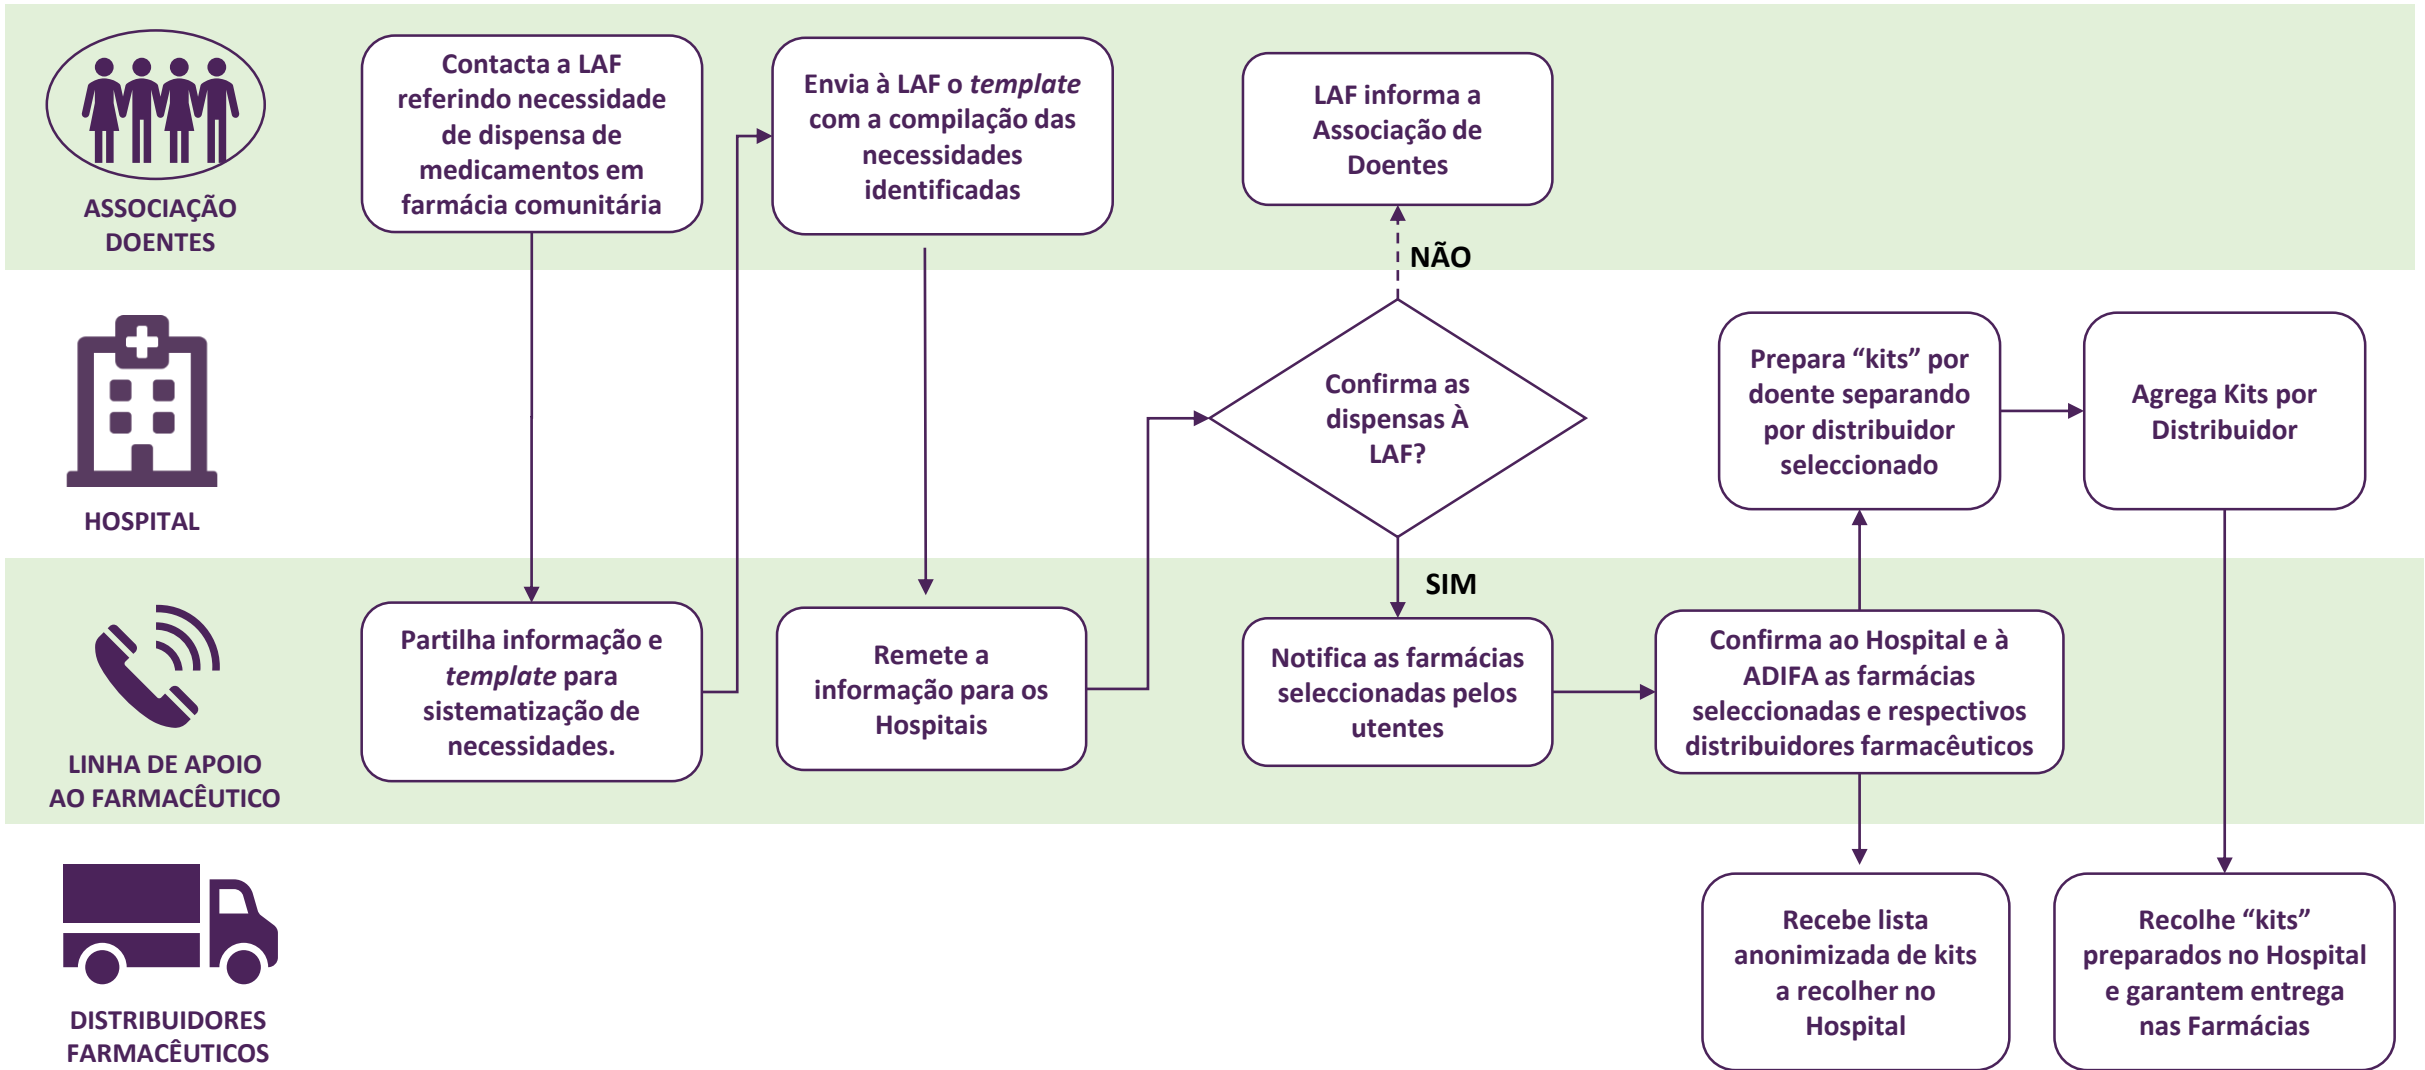 ASSOCIAÇÃO
DOENTES
Contacta a LAF
referindo necessidade
de dispensa de
medicamentos em
farmácia comunitária
Envia à LAF o template
com a compilação das
necessidades
identificadas
LAF informa a
Associação de
Doentes
NÃO
HOSPITAL
Confirma as
dispensas À
LAF?
Prepara “kits” por
doente separando
por distribuidor
seleccionado
Agrega Kits por
Distribuidor
SIM
LINHA DE APOIO
AO FARMACÊUTICO
Partilha informação e
template para
sistematização de
necessidades.
Remete a
informação para os
Hospitais
Notifica as farmácias
seleccionadas pelos
utentes
Confirma ao Hospital e à
ADIFA as farmácias
seleccionadas e respectivos
distribuidores farmacêuticos
DISTRIBUIDORES
FARMACÊUTICOS
Recebe lista
anonimizada de kits
a recolher no
Hospital
Recolhe “kits”
preparados no Hospital
e garantem entrega
nas Farmácias